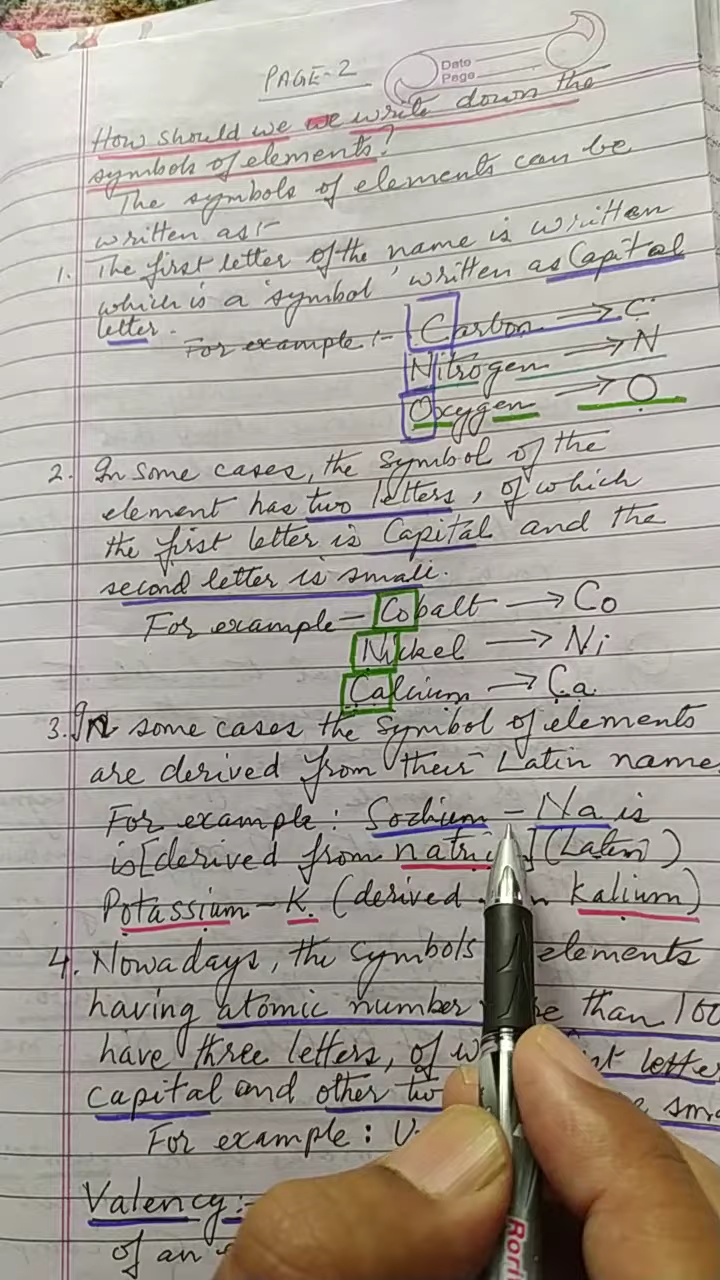 PAGE-2
Date
Page
How should we we write down the
symbols of elements?
The symbols of elements can be
written as:-
1. The first letter of the name is written
which is a 'symbol' written as Capital
letter.
For example :- Carbon → C
Nitrogen → N
Oxygen → O
2. In some cases, the symbol of the
element has two letters, of which
the first letter is Capital and the
second letter is small.
For example — Cobalt → Co
Nickel → Ni
Calcium → Ca
3. In some cases the symbol of elements
are derived from their Latin name
For example : Sodium - Na is
is [derived from ] (Latin)
Potassium - K. (derived kalium)
4. Nowadays, the symbols elements
having atomic number than 100
have three letters, of letter
capital and other two
For example :
Valency:-
of an
Rori